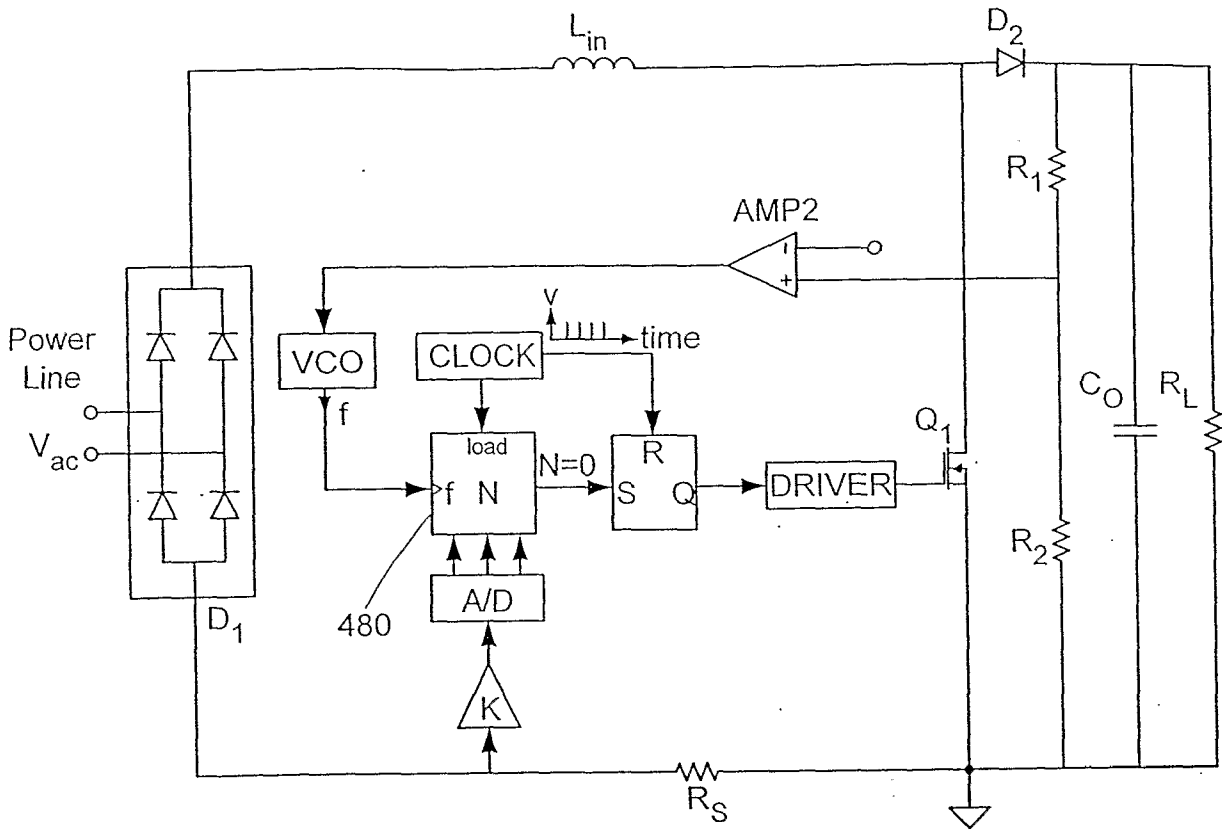 L_in
D_2
R_1
AMP2
-
+
Power
Line
V_ac
VCO
CLOCK
v
time
f
load
f N
N=0
R
S Q
DRIVER
Q_1
C_O
R_L
R_2
A/D
480
D_1
K
R_S